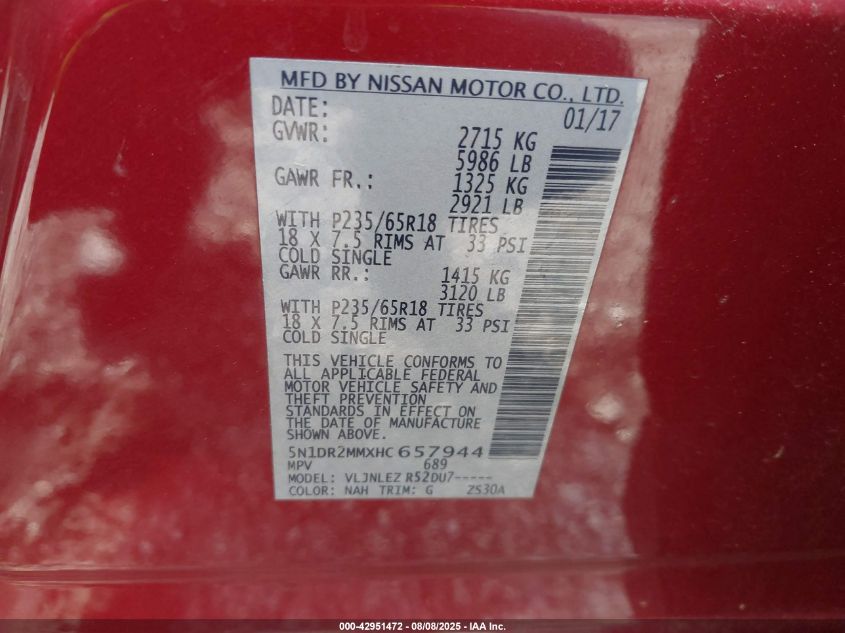 MFD BY NISSAN MOTOR CO., LTD.
DATE: 01/17
GVWR: 2715 KG
5986 LB
GAWR FR.: 1325 KG
2921 LB
WITH P235/65R18 TIRES
18 X 7.5 RIMS AT 33 PSI
COLD SINGLE
GAWR RR.: 1415 KG
3120 LB
WITH P235/65R18 TIRES
18 X 7.5 RIMS AT 33 PSI
COLD SINGLE
THIS VEHICLE CONFORMS TO
ALL APPLICABLE FEDERAL
MOTOR VEHICLE SAFETY AND
THEFT PREVENTION
STANDARDS IN EFFECT ON
THE DATE OF MANUFACTURE
SHOWN ABOVE.
5N1DR2MMXHC657944
MPV 689
MODEL: VLJNLEZ R52DU7-----
COLOR: NAH TRIM: G ZS30A
000-42951472 - 08/08/2025 - IAA Inc.